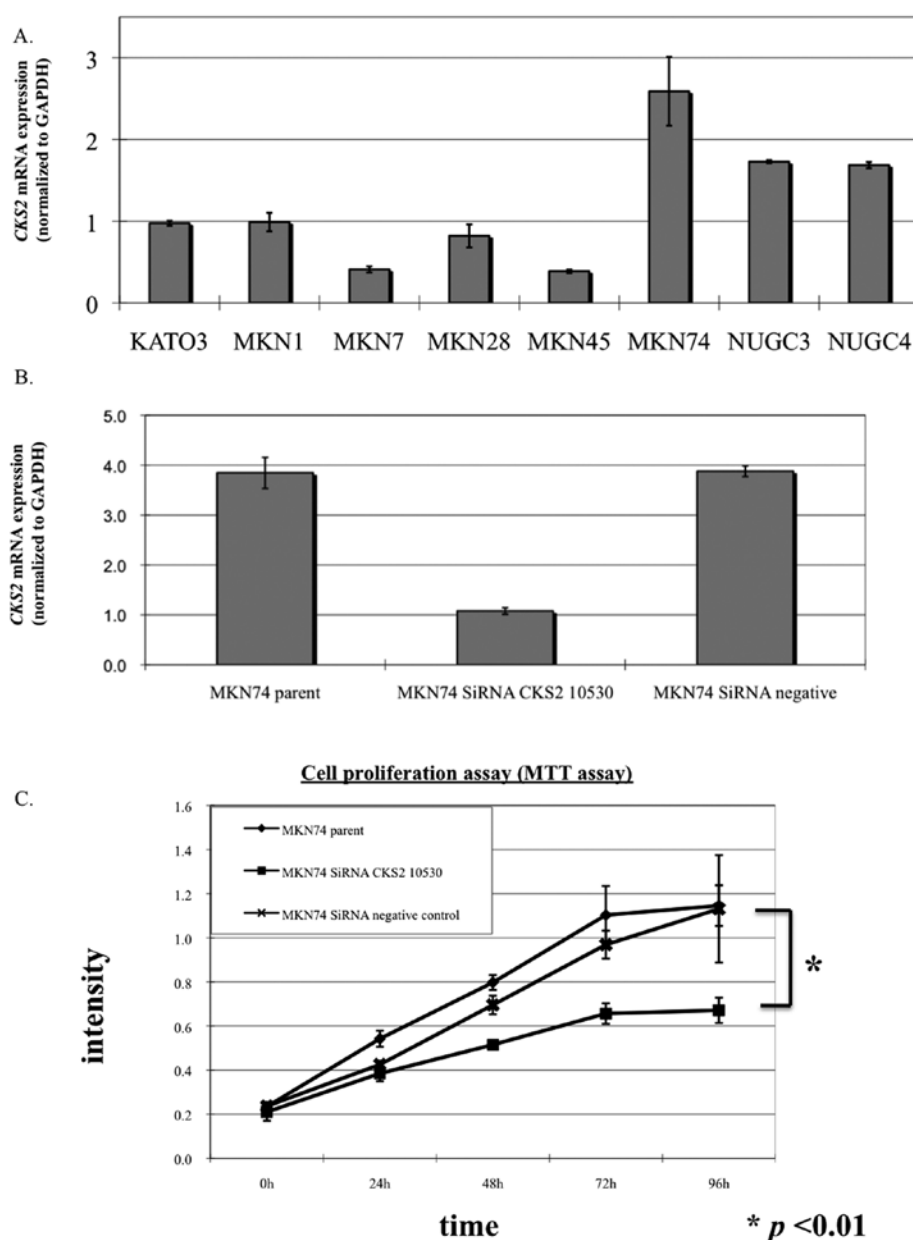 A.
CKS2 mRNA expression
(normalized to GAPDH)
3
2
1
0
KATO3 MKN1 MKN7 MKN28 MKN45 MKN74 NUGC3 NUGC4
B.
CKS2 mRNA expression
(normalized to GAPDH)
5.0
4.0
3.0
2.0
1.0
0.0
MKN74 parent MKN74 SiRNA CKS2 10530 MKN74 SiRNA negative
Cell proliferation assay (MTT assay)
C.
intensity
1.6
1.4
1.2
1.0
0.8
0.6
0.4
0.2
0.0
MKN74 parent
MKN74 SiRNA CKS2 10530
MKN74 SiRNA negative control
*
0h 24h 48h 72h 96h
time
* p <0.01